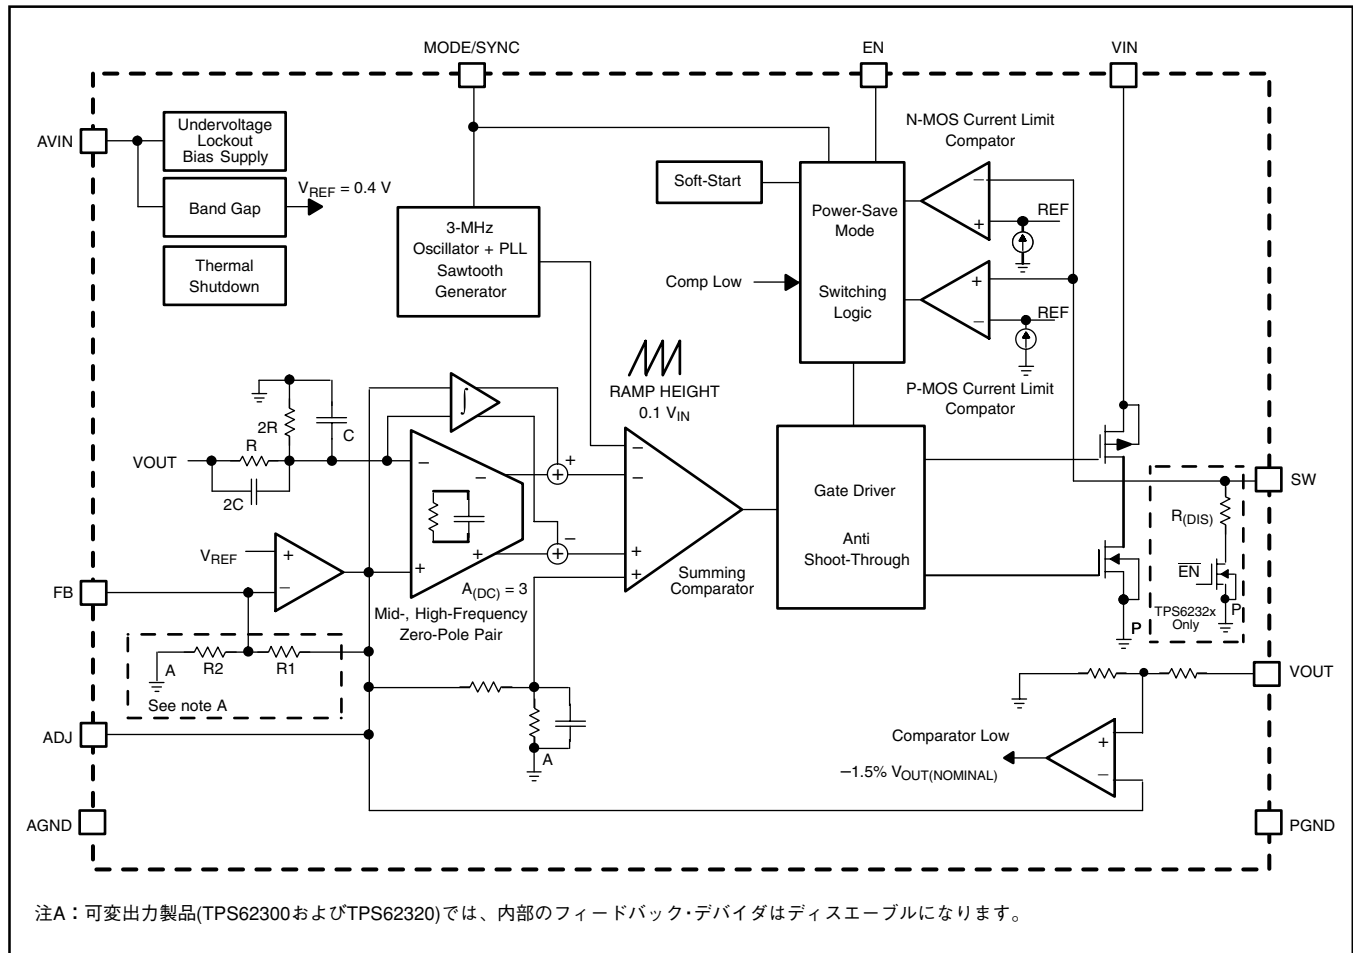 MODE/SYNC
EN
VIN
AVIN
Undervoltage
Lockout
Bias Supply
Band Gap
VREF = 0.4 V
Thermal
Shutdown
3-MHz
Oscillator + PLL
Sawtooth
Generator
Soft-Start
Comp Low
Power-Save
Mode
Switching
Logic
N-MOS Current Limit
Compator
−
+
REF
+
−
REF
P-MOS Current Limit
Compator
RAMP HEIGHT
0.1 VIN
VOUT
R
2R
C
2C
∫
−
−
+
+
A(DC) = 3
Mid-, High-Frequency
Zero-Pole Pair
+
+
−
+
−
−
+
+
Summing
Comparator
Gate Driver
Anti
Shoot-Through
SW
R(DIS)
EN
P
TPS6232x
Only
P
VREF
+
−
FB
A
R2
R1
See note A
ADJ
A
VOUT
Comparator Low
−1.5% VOUT(NOMINAL)
+
−
AGND
PGND
注A：可変出力製品(TPS62300およびTPS62320)では、内部のフィードバック・デバイダはディスエーブルになります。